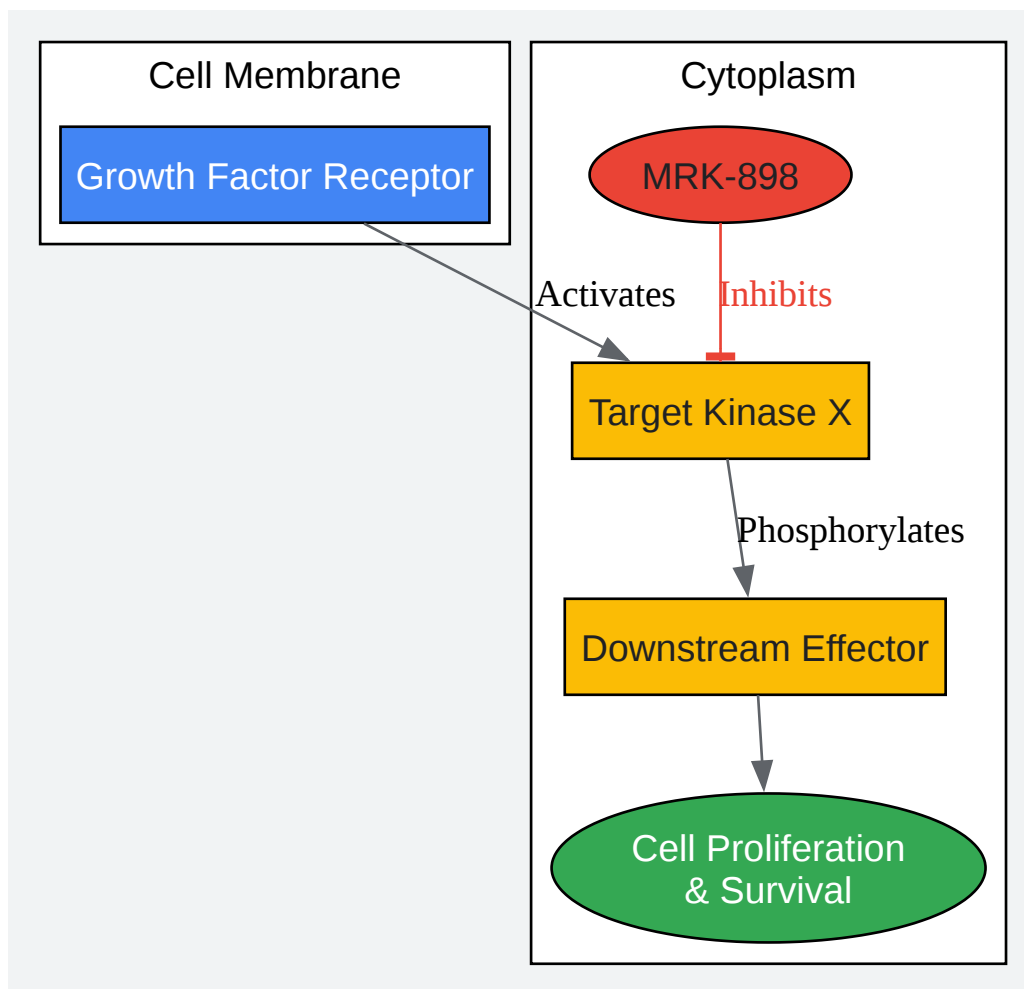 Cell Membrane
Growth Factor Receptor
Cytoplasm
MRK-898
Activates
Inhibits
Target Kinase X
Phosphorylates
Downstream Effector
Cell Proliferation
& Survival